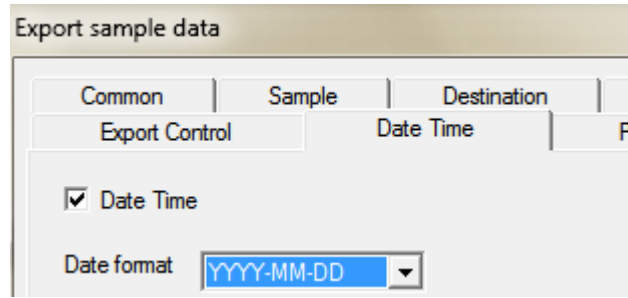 Export sample data
Common Sample Destination
Export Control Date Time
Date Time
Date format YYYY-MM-DD